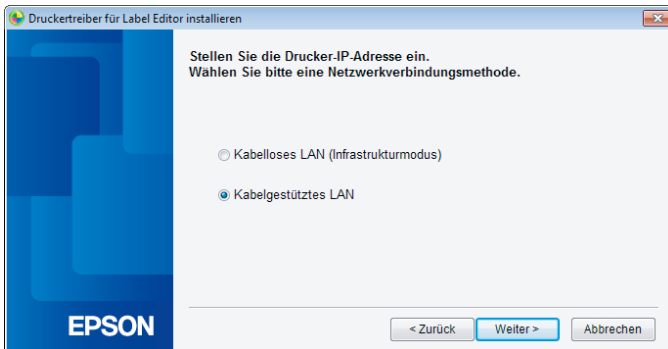 Druckertreiber für Label Editor installieren
Stellen Sie die Drucker-IP-Adresse ein.
Wählen Sie bitte eine Netzwerkverbindungsmethode.
Kabelloses LAN (Infrastrukturmodus)
Kabelgestütztes LAN
EPSON
< Zurück
Weiter >
Abbrechen